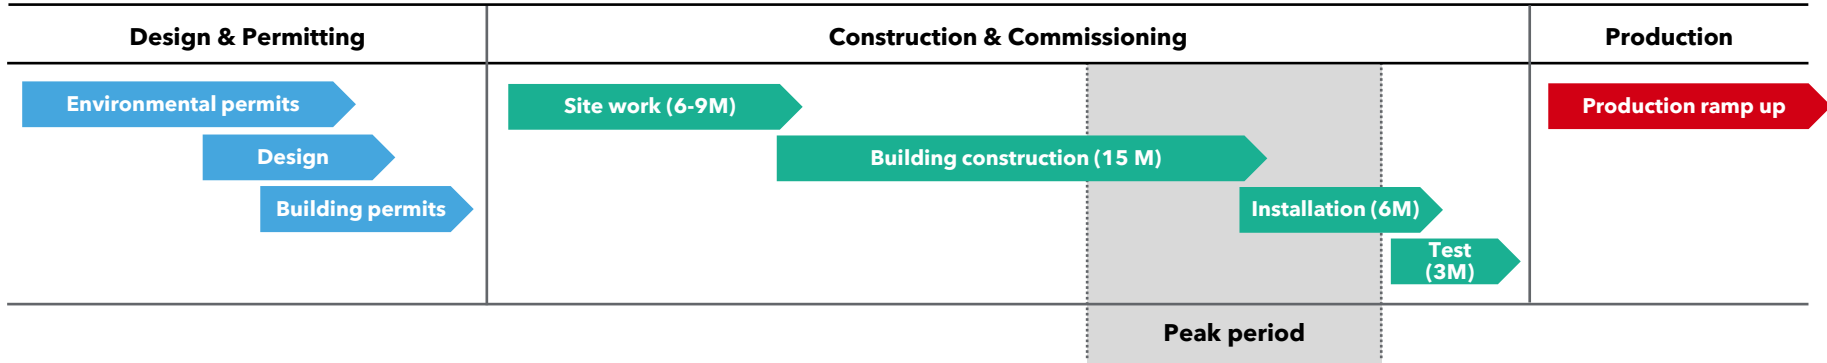 Design & Permitting
Construction & Commissioning
Production
Environmental permits
Site work (6-9M)
Production ramp up
Design
Building construction (15 M)
Building permits
Installation (6M)
Test
(3M)
Peak period